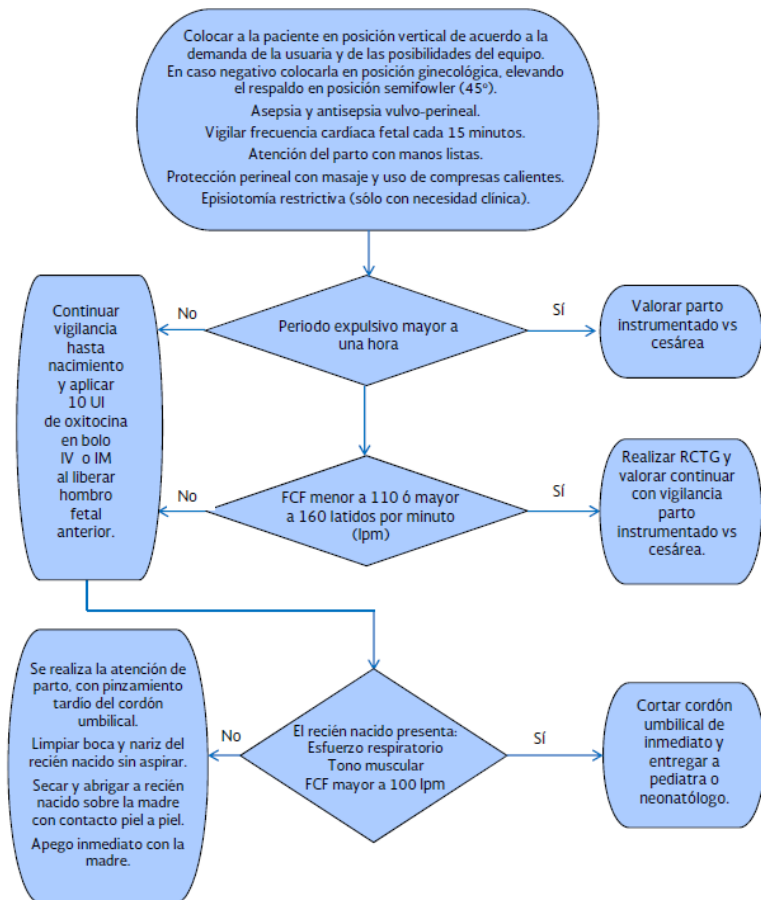 Colocar a la paciente en posición vertical de acuerdo a la
demanda de la usuaria y de las posibilidades del equipo.
En caso negativo colocarla en posición ginecológica, elevando
el respaldo en posición semifowler (45º).
Asepsia y antisepsia vulvo-perineal.
Vigilar frecuencia cardiaca fetal cada 15 minutos.
Atención del parto con manos listas.
Protección perineal con masaje y uso de compresas calientes.
Episiotomía restrictiva (sólo con necesidad clínica).
Continuar
vigilancia
hasta
nacimiento
y aplicar
10 UI
de oxitocina
en bolo
IV o IM
al liberar
hombro
fetal
anterior.
No
Periodo expulsivo mayor a
una hora
Sí
Valorar parto
instrumentado vs
cesárea
No
FCF menor a 110 ó mayor
a 160 latidos por minuto
(lpm)
Sí
Realizar RCTG y
valorar continuar
con vigilancia
parto
instrumentado vs
cesárea.
Se realiza la atención de
parto, con pinzamiento
tardío del cordón
umbilical.
Limpiar boca y nariz del
recién nacido sin aspirar.
Secar y abrigar a recién
nacido sobre la madre
con contacto piel a piel.
Apego inmediato con la
madre.
No
El recién nacido presenta:
Esfuerzo respiratorio
Tono muscular
FCF mayor a 100 lpm
Sí
Cortar cordón
umbilical de
inmediato y
entregar a
pediatra o
neonatólogo.